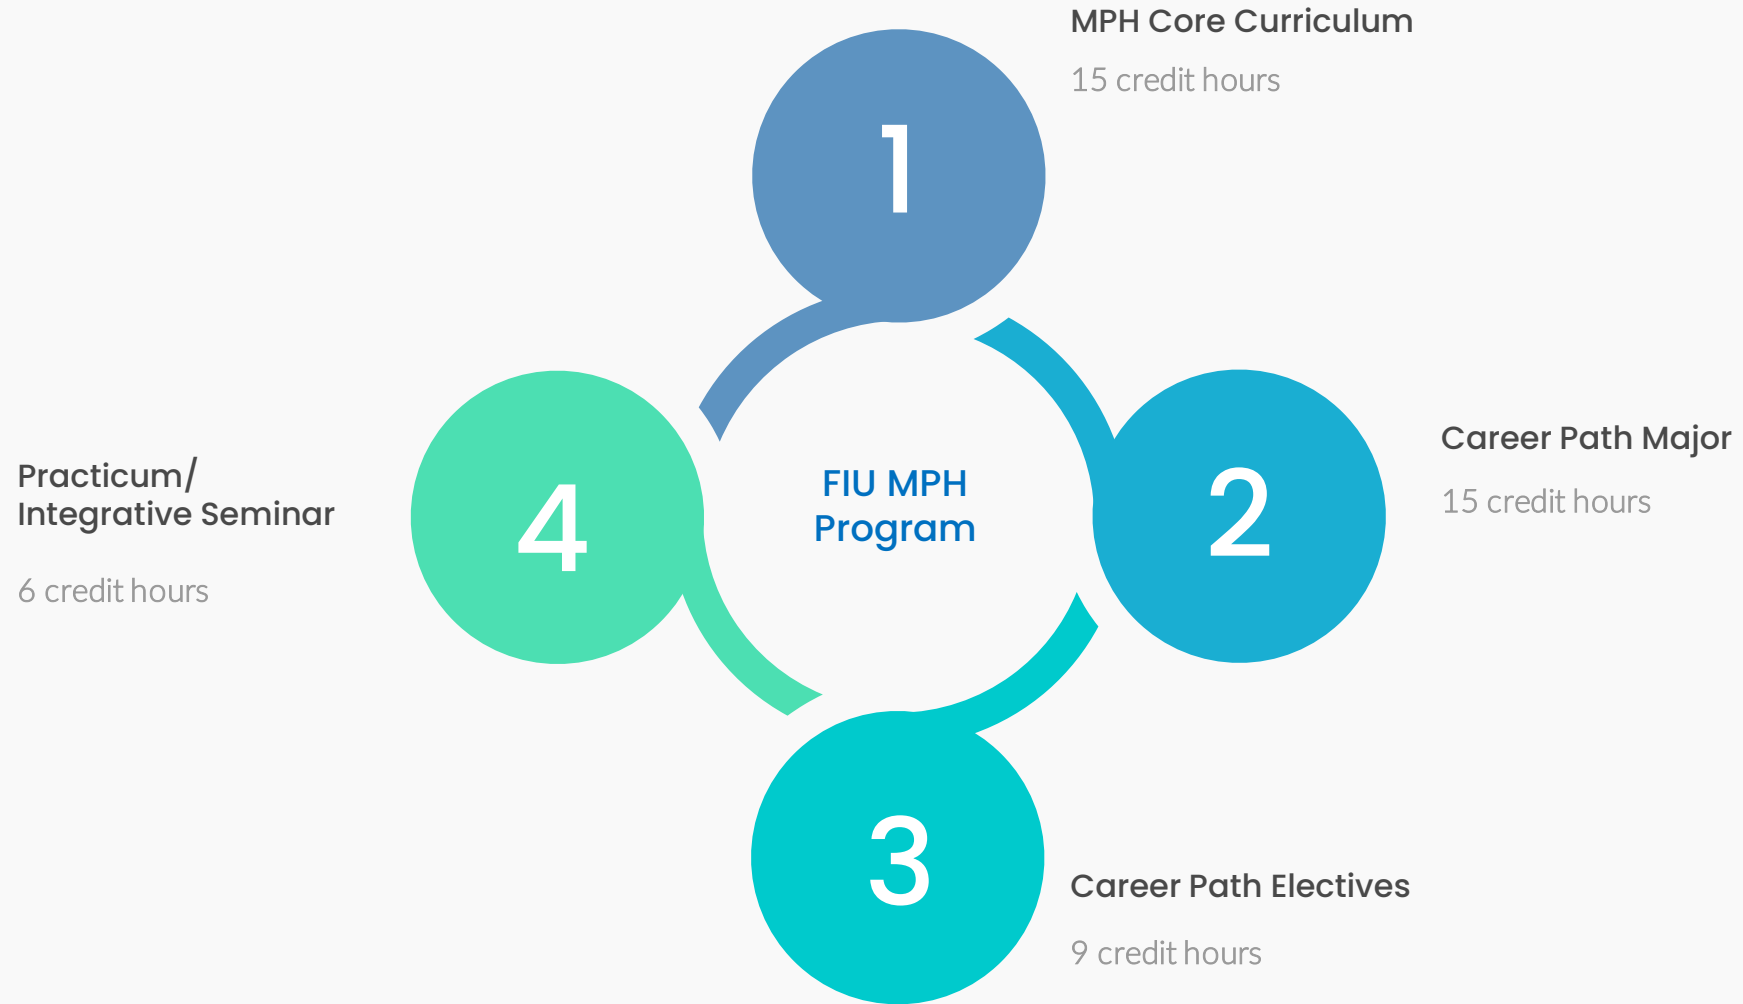 MPH Core Curriculum
15 credit hours
1
Career Path Major
15 credit hours
2
FIU MPH
Program
Practicum/
Integrative Seminar
6 credit hours
4
3
Career Path Electives
9 credit hours